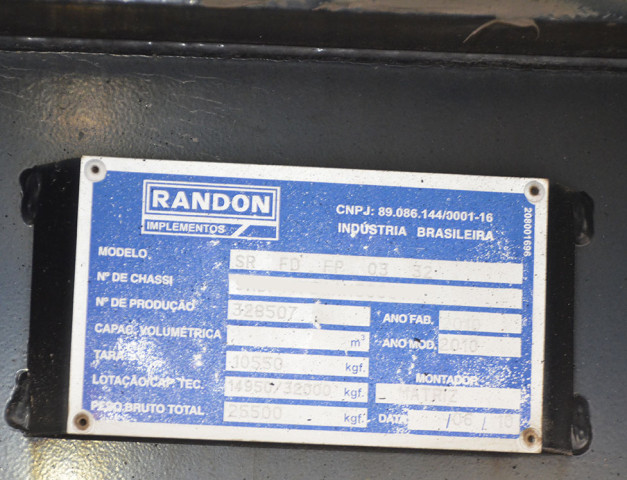 RANDON
IMPLEMENTOS
CNPJ: 89.086.144/0001-16
INDÚSTRIA BRASILEIRA
208001696
MODELO SR FD FP 03 32
Nº DE CHASSI
Nº DE PRODUÇÃO 328507 ANO FAB. 2010
CAPAC. VOLUMÉTRICA m³ ANO MOD. 2010
TARA 10550 kgf.
LOTAÇÃO/CAP. TEC. 14950/32000 kgf. MONTADOR MATRIZ
PESO BRUTO TOTAL 25500 kgf. DATA /06/10